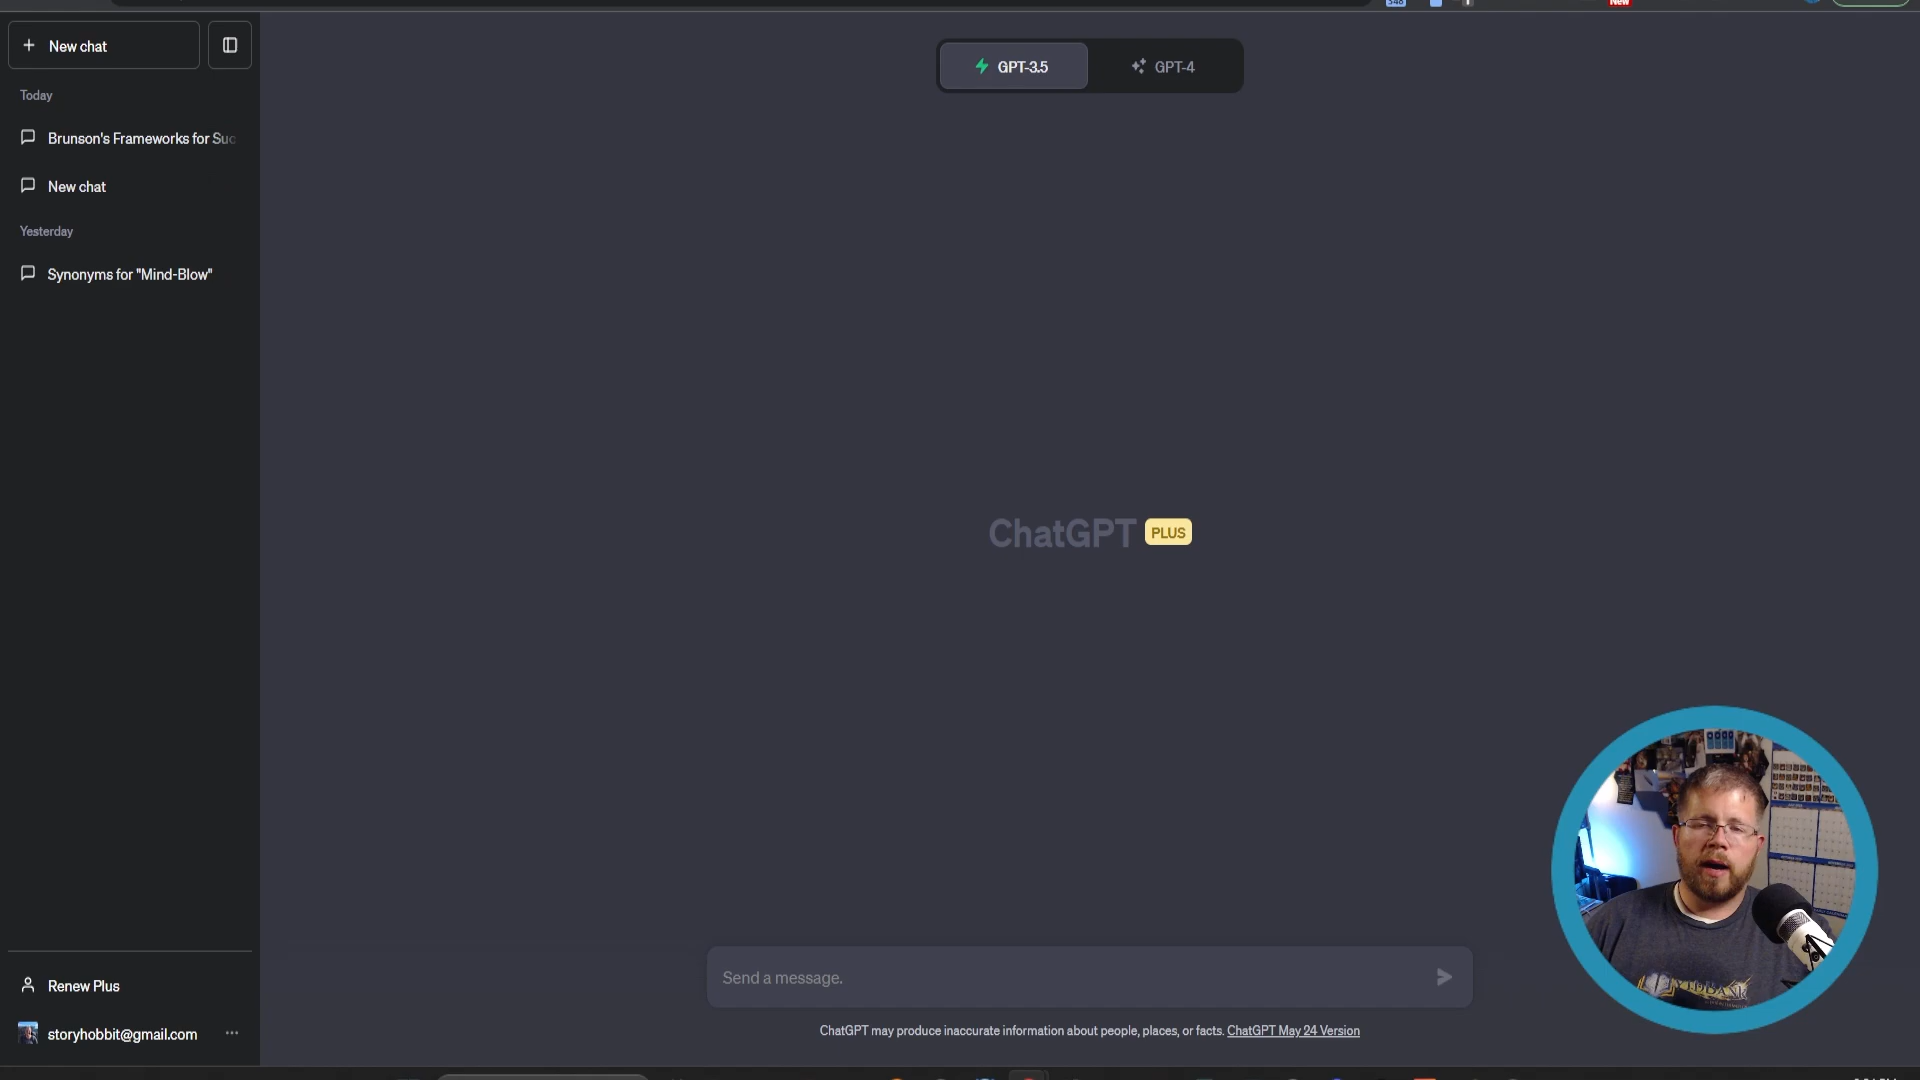 New chat
Today
Brunson's Frameworks for Suc
New chat
Yesterday
Synonyms for "Mind-Blow"
Renew Plus
storyhobbit@gmail.com
New
GPT-3.5
GPT-4
ChatGPT PLUS
Send a message.
ChatGPT may produce inaccurate information about people, places, or facts. ChatGPT May 24 Version